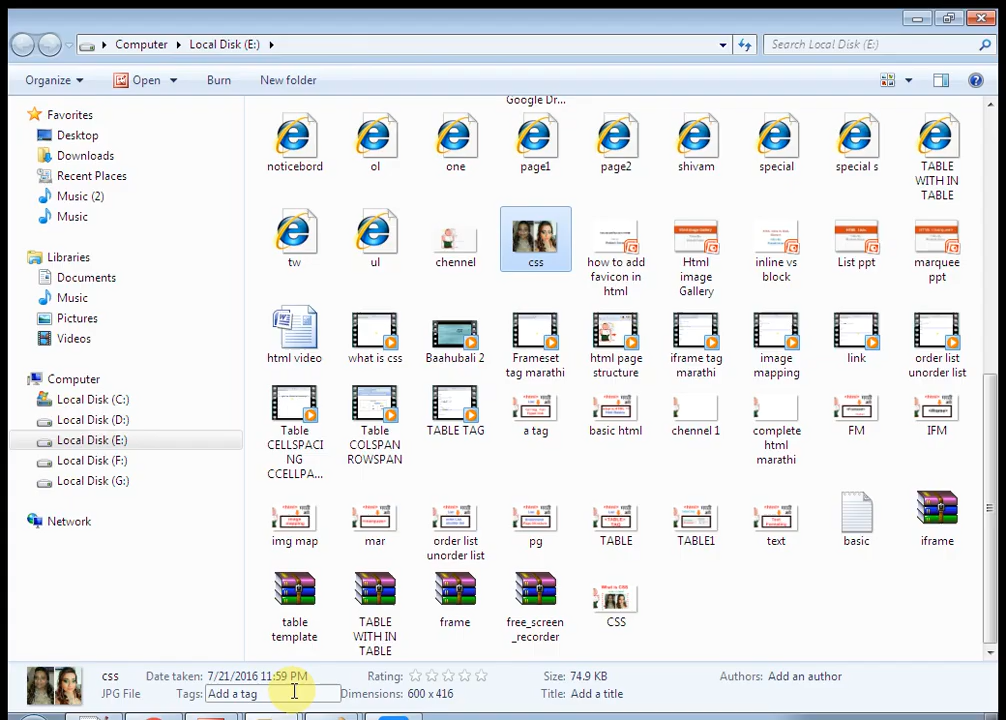 Computer Local Disk (E:)
Search Local Disk (E:)
Organize Open Burn New folder
Favorites
Desktop
Downloads
Recent Places
Music (2)
Music
Libraries
Documents
Music
Pictures
Videos
Computer
Local Disk (C:)
Local Disk (D:)
Local Disk (E:)
Local Disk (F:)
Local Disk (G:)
Network
Google Dr...
noticebord ol one page1 page2 shivam special special s TABLE
WITH IN
TABLE
tw ul chennel css how to add Html inline vs List ppt marquee
favicon in image block ppt
html Gallery
html video what is css Baahubali 2 Frameset html page iframe tag image link order list
tag marathi structure marathi mapping unorder list
Table Table TABLE TAG a tag basic html chennel 1 complete FM IFM
CELLSPACI COLSPAN html
NG ROWSPAN marathi
CCELLPA...
img map mar order list pg TABLE TABLE1 text basic iframe
unorder list
table TABLE frame free_screen CSS
template WITH IN _recorder
TABLE
css Date taken: 7/21/2016 11:59 PM Rating: Size: 74.9 KB Authors: Add an author
JPG File Tags: Add a tag Dimensions: 600 x 416 Title: Add a title